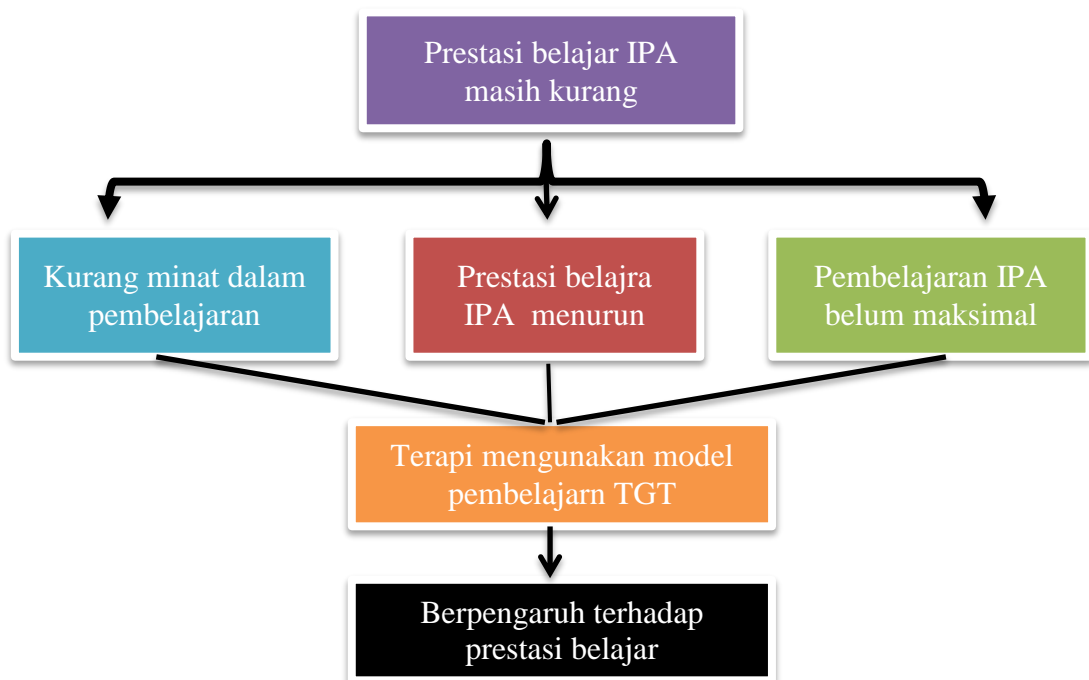 Prestasi belajar IPA
masih kurang
Kurang minat dalam
pembelajaran
Prestasi belajra
IPA menurun
Pembelajaran IPA
belum maksimal
Terapi mengunakan model
pembelajarn TGT
Berpengaruh terhadap
prestasi belajar